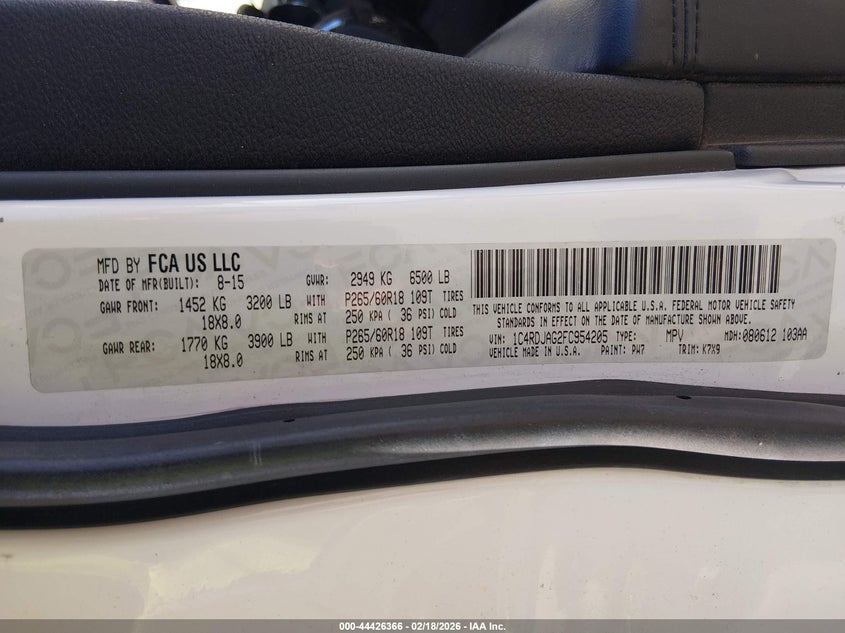 MFD BY FCA US LLC
DATE OF MFR(BUILT): 8-15 GVWR: 2949 KG 6500 LB
GAWR FRONT: 1452 KG 3200 LB WITH P265/60R18 109T TIRES
18X8.0 RIMS AT 250 KPA ( 36 PSI) COLD
GAWR REAR: 1770 KG 3900 LB WITH P265/60R18 109T TIRES
18X8.0 RIMS AT 250 KPA ( 36 PSI) COLD
THIS VEHICLE CONFORMS TO ALL APPLICABLE U.S.A. FEDERAL MOTOR VEHICLE SAFETY
STANDARDS IN EFFECT ON THE DATE OF MANUFACTURE SHOWN ABOVE.
VIN: 1C4RDJAG2FC954205 TYPE: MPV MDH: 080612 103AA
VEHICLE MADE IN U.S.A. PAINT: PW7 TRIM: K7X9
000-44426366 - 02/18/2026 - IAA Inc.